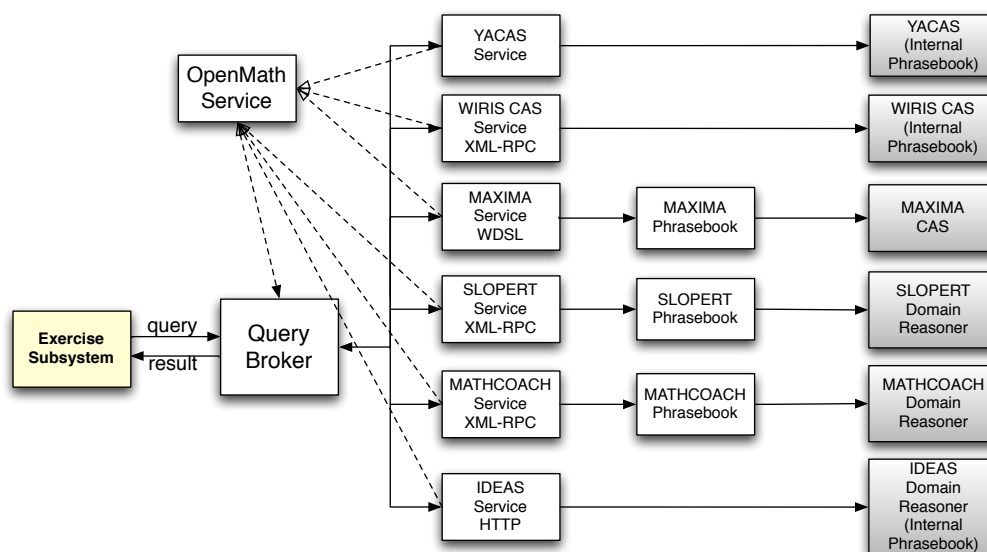 OpenMath
Service
Exercise
Subsystem
query
result
Query
Broker
YACAS
Service
YACAS
(Internal
Phrasebook)
WIRIS CAS
Service
XML-RPC
WIRIS CAS
(Internal
Phrasebook)
MAXIMA
Service
WDSL
MAXIMA
Phrasebook
MAXIMA
CAS
SLOPERT
Service
XML-RPC
SLOPERT
Phrasebook
SLOPERT
Domain
Reasoner
MATHCOACH
Service
XML-RPC
MATHCOACH
Phrasebook
MATHCOACH
Domain
Reasoner
IDEAS
Service
HTTP
IDEAS
Domain
Reasoner
(Internal
Phrasebook)